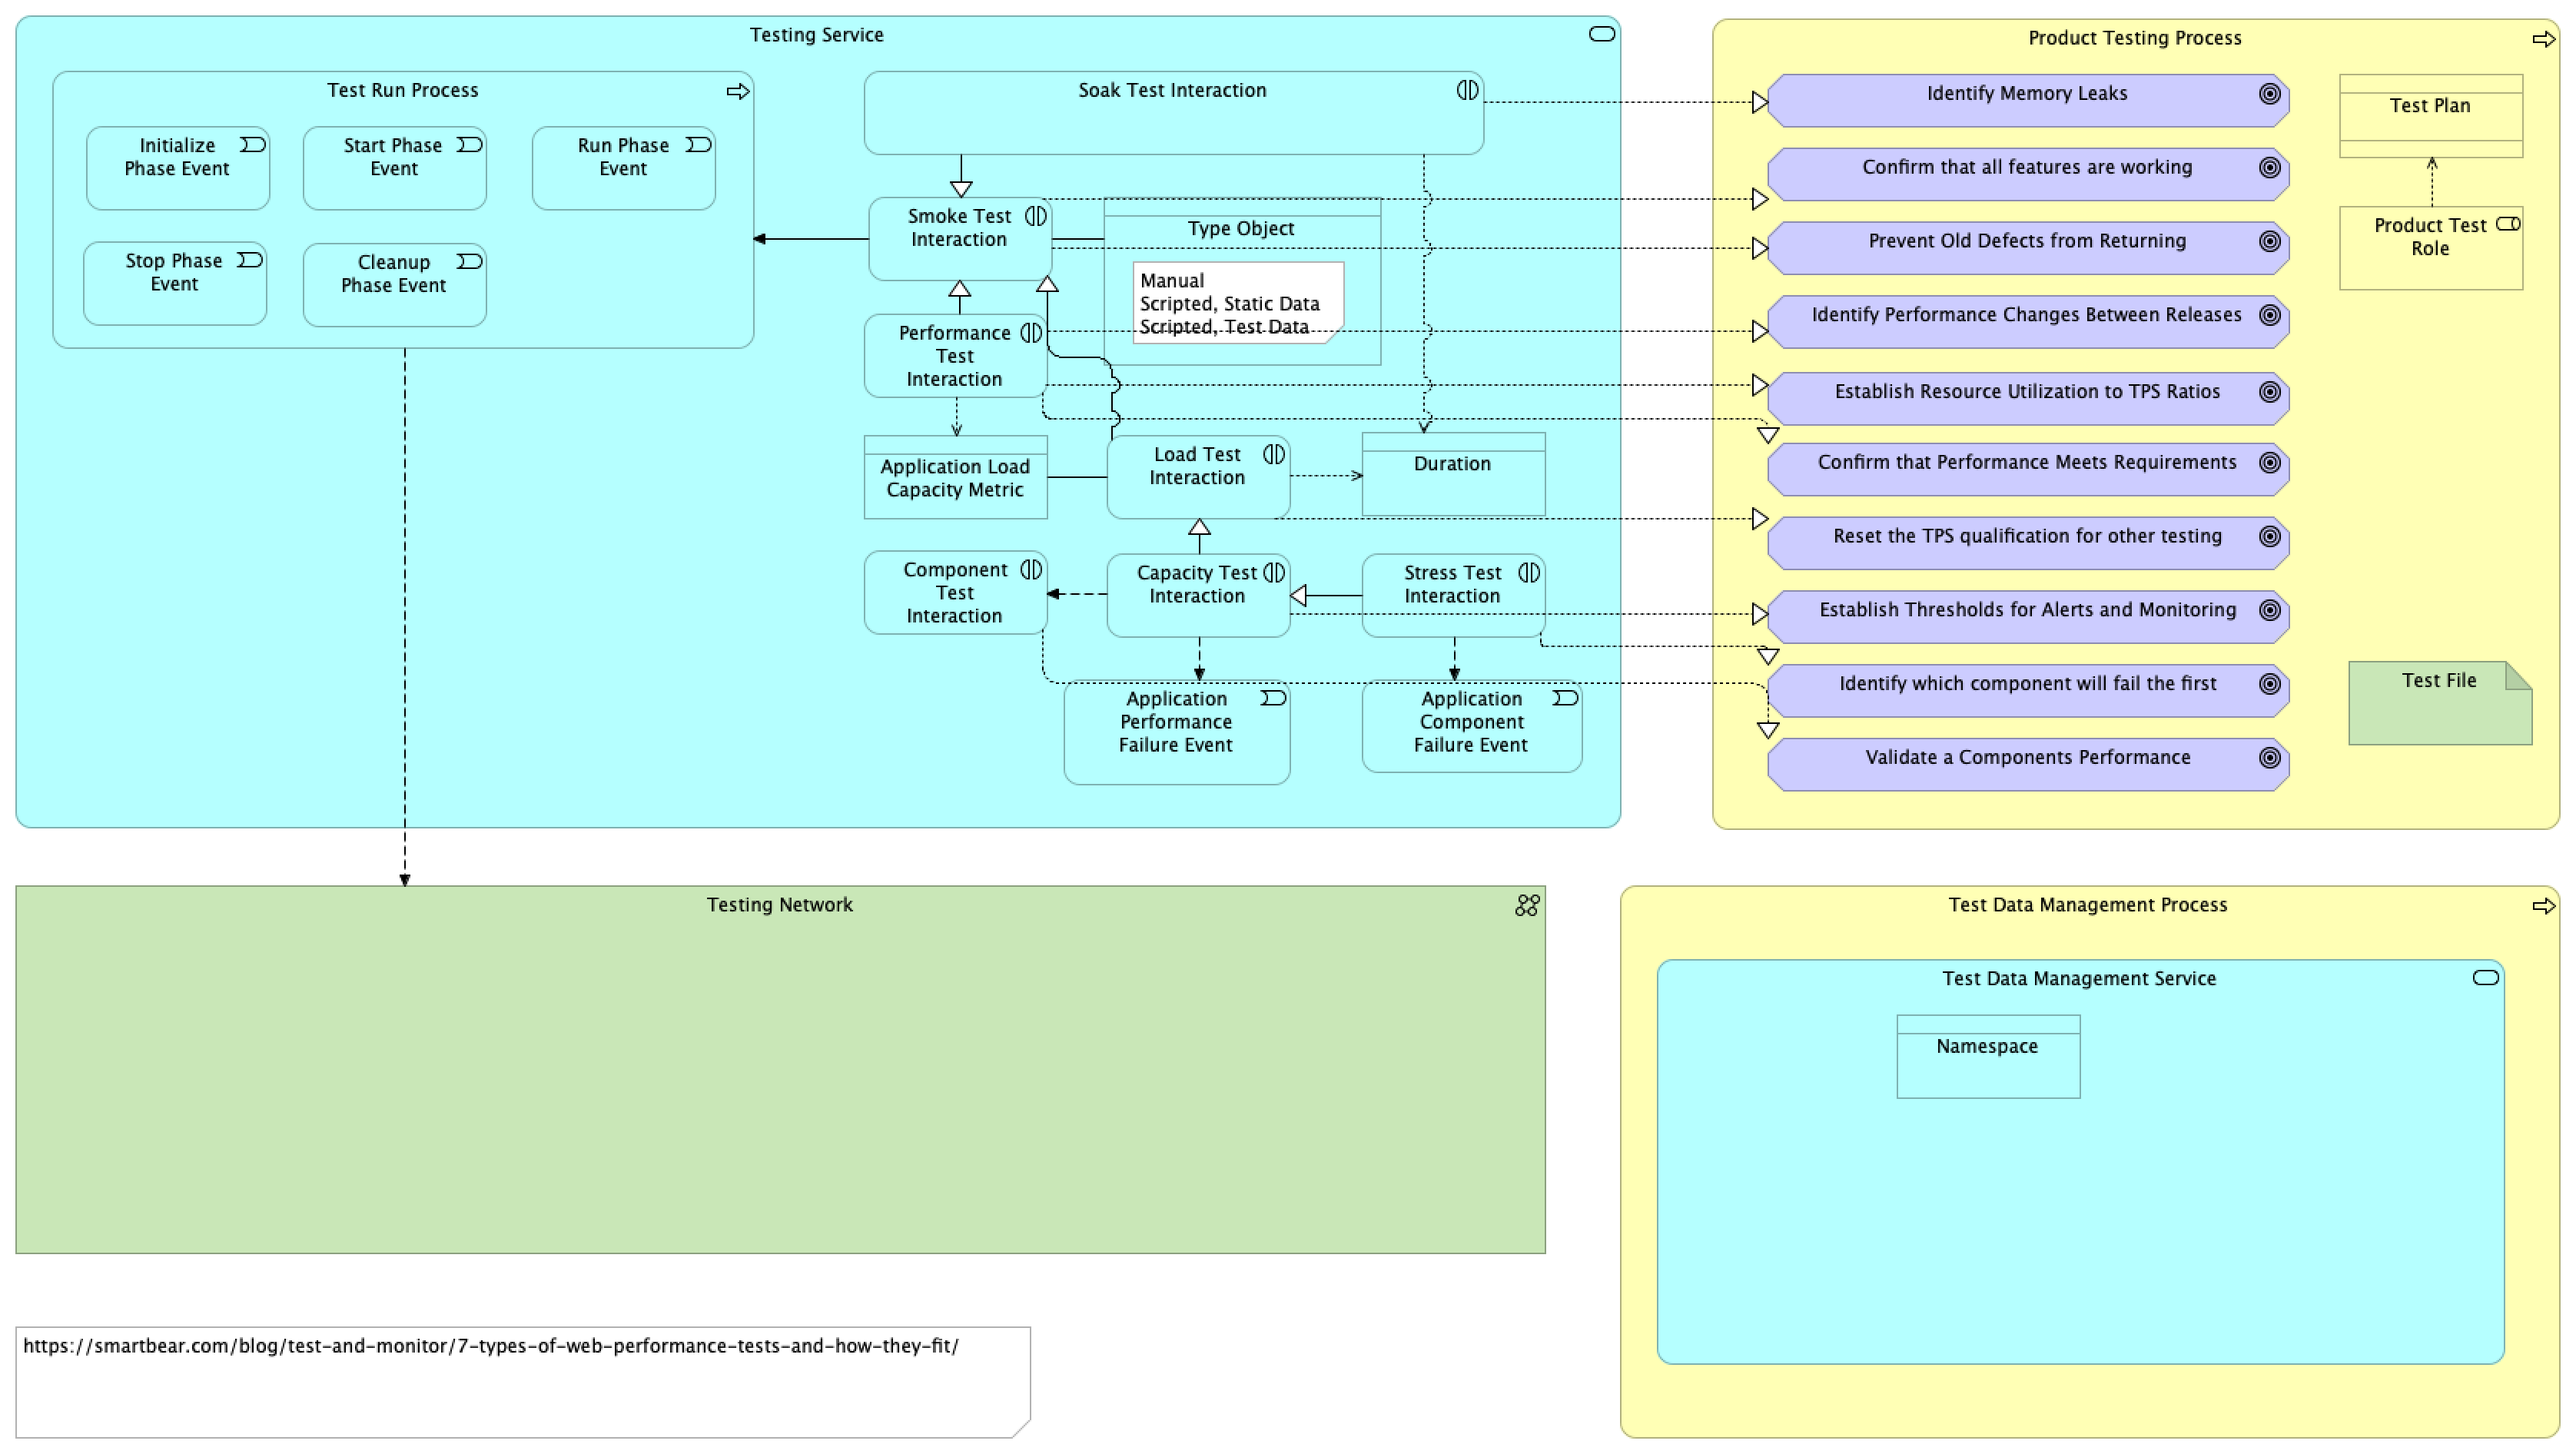 Testing Service
Test Run Process
Initialize
Phase Event
Start Phase
Event
Run Phase
Event
Stop Phase
Event
Cleanup
Phase Event
Soak Test Interaction
Smoke Test
Interaction
Type Object
Manual
Scripted, Static Data
Scripted, Test Data
Performance
Test
Interaction
Application Load
Capacity Metric
Load Test
Interaction
Duration
Component
Test
Interaction
Capacity Test
Interaction
Stress Test
Interaction
Application
Performance
Failure Event
Application
Component
Failure Event
Product Testing Process
Identify Memory Leaks
Confirm that all features are working
Prevent Old Defects from Returning
Identify Performance Changes Between Releases
Establish Resource Utilization to TPS Ratios
Confirm that Performance Meets Requirements
Reset the TPS qualification for other testing
Establish Thresholds for Alerts and Monitoring
Identify which component will fail the first
Validate a Components Performance
Test Plan
Product Test
Role
Test File
Testing Network
Test Data Management Process
Test Data Management Service
Namespace
https://smartbear.com/blog/test-and-monitor/7-types-of-web-performance-tests-and-how-they-fit/